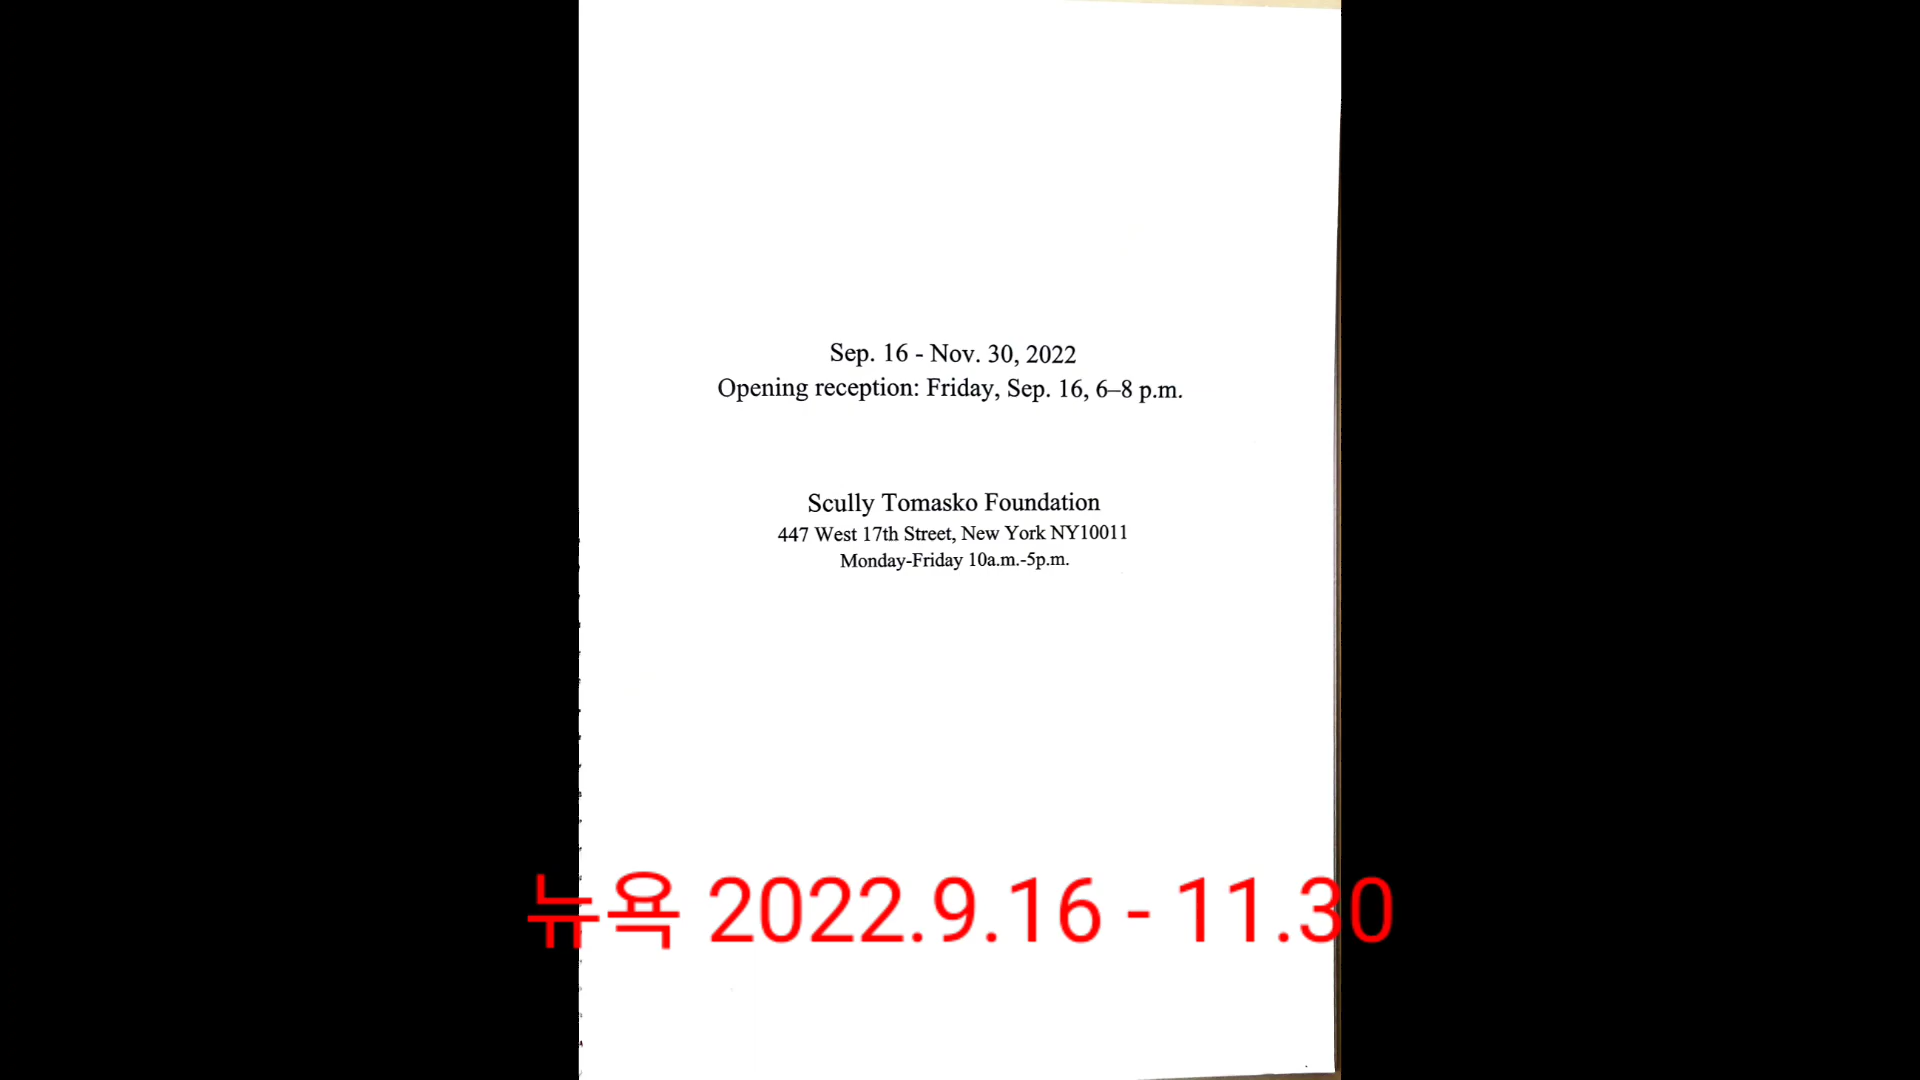 Sep. 16 - Nov. 30, 2022
Opening reception: Friday, Sep. 16, 6–8 p.m.
Scully Tomasko Foundation
447 West 17th Street, New York NY10011
Monday-Friday 10a.m.-5p.m.
뉴욕 2022.9.16 - 11.30